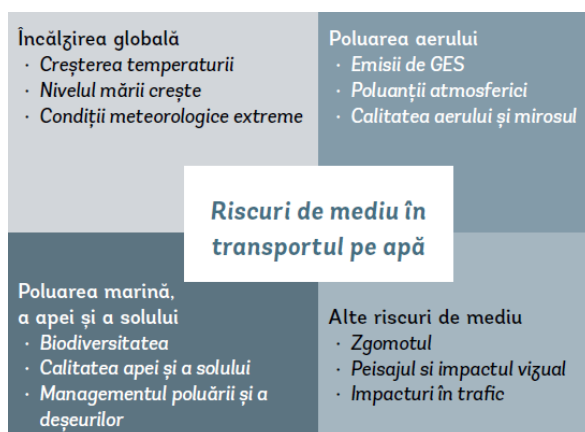 Încălzirea globală
· Creșterea temperaturii
· Nivelul mării crește
· Condiții meteorologice extreme
Poluarea aerului
· Emisii de GES
· Poluanții atmosferici
· Calitatea aerului și mirosul
Riscuri de mediu în
transportul pe apă
Poluarea marină,
a apei și a solului
· Biodiversitatea
· Calitatea apei și a solului
· Managementul poluării și a
deșeurilor
Alte riscuri de mediu
· Zgomotul
· Peisajul si impactul vizual
· Impacturi în trafic